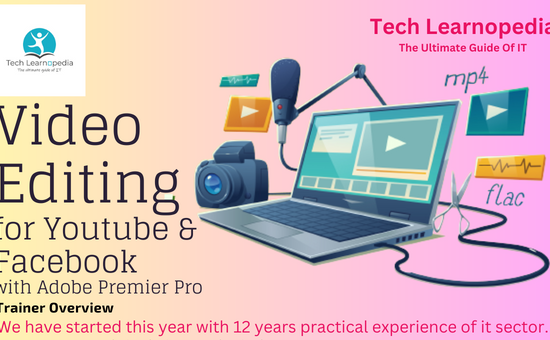 Tech Learnopedia
The Ultimate Guide Of IT
Tech Learnopedia
The ultimate guide of IT
mp4
Video
Editing
for Youtube &
Facebook
flac
with Adobe Premier Pro
Trainer Overview
We have started this year with 12 years practical experience of it sector.